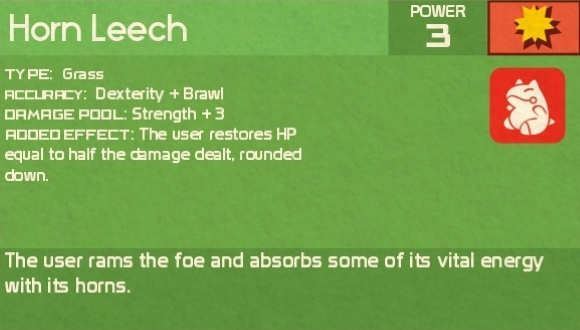 Horn Leech
POWER
3
TYPE: Grass
ACCURACY: Dexterity + Brawl
DAMAGE POOL: Strength + 3
ADDED EFFECT: The user restores HP
equal to half the damage dealt, rounded
down.
The user rams the foe and absorbs some of its vital energy
with its horns.